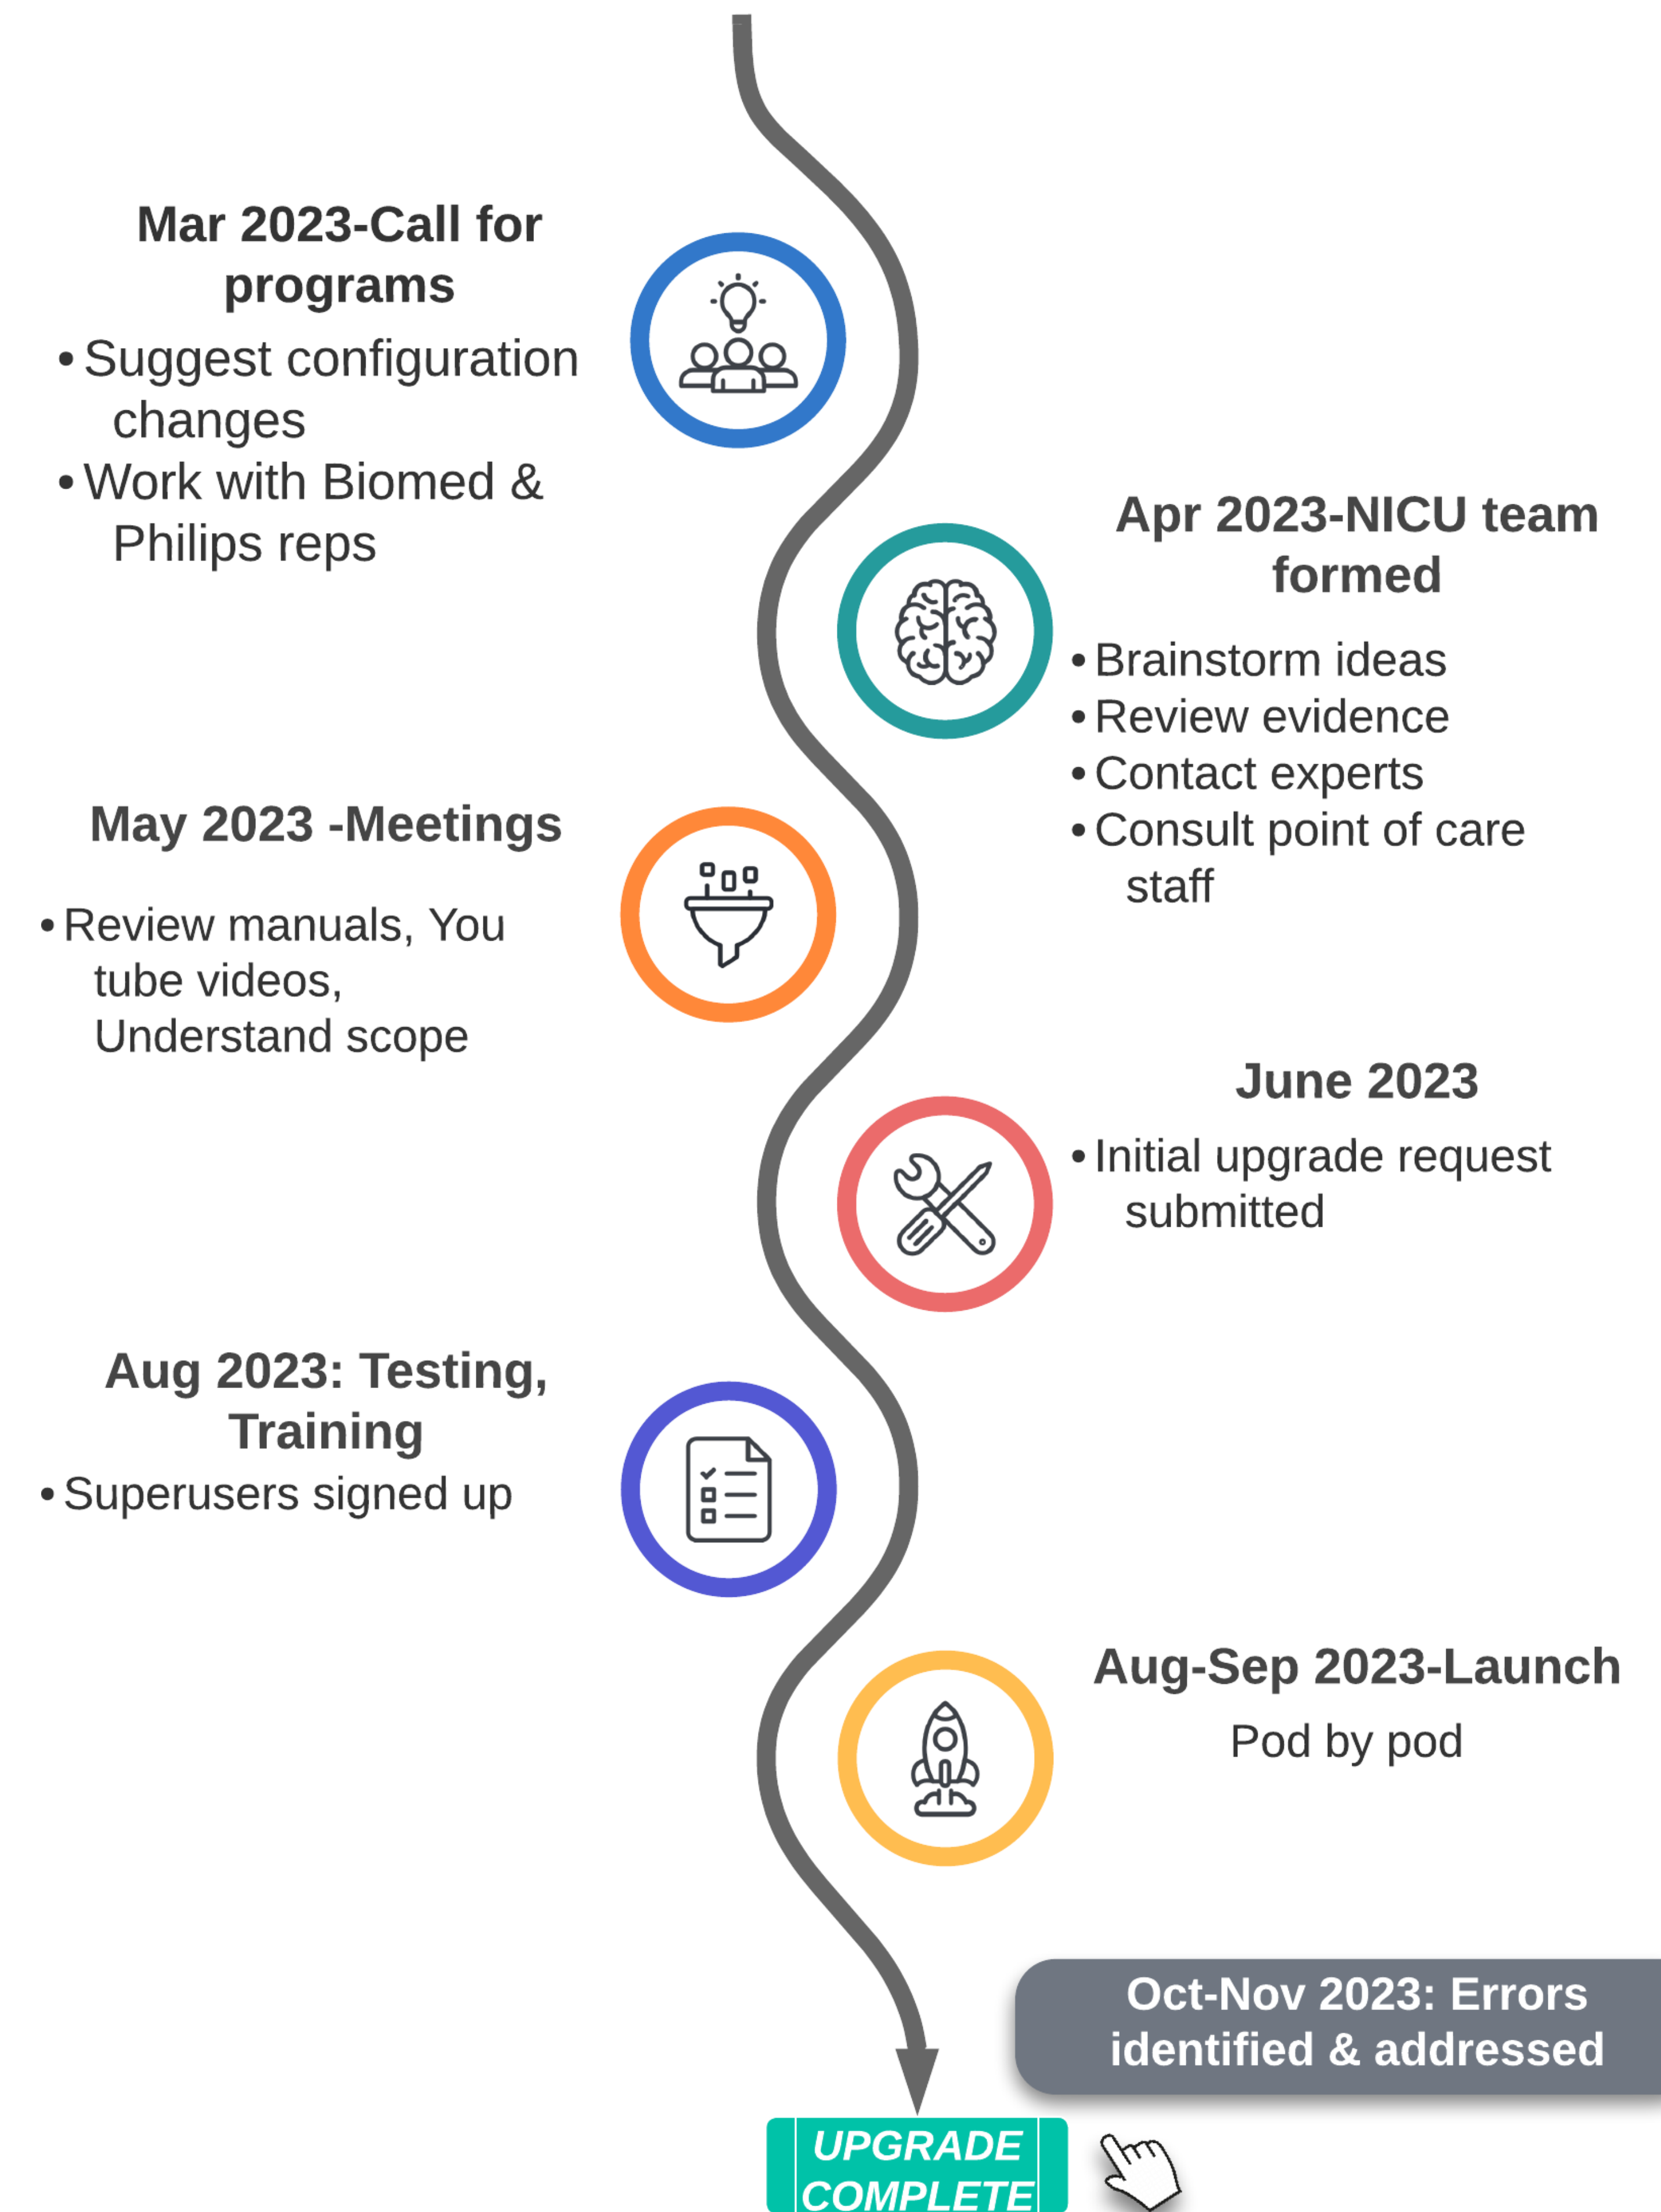 Mar 2023-Call for
programs
• Suggest configuration
changes
• Work with Biomed &
Philips reps
Apr 2023-NICU team
formed
• Brainstorm ideas
• Review evidence
• Contact experts
• Consult point of care
staff
May 2023 -Meetings
• Review manuals, You
tube videos,
Understand scope
June 2023
• Initial upgrade request
submitted
Aug 2023: Testing,
Training
• Superusers signed up
Aug-Sep 2023-Launch
Pod by pod
Oct-Nov 2023: Errors
identified & addressed
UPGRADE
COMPLETE